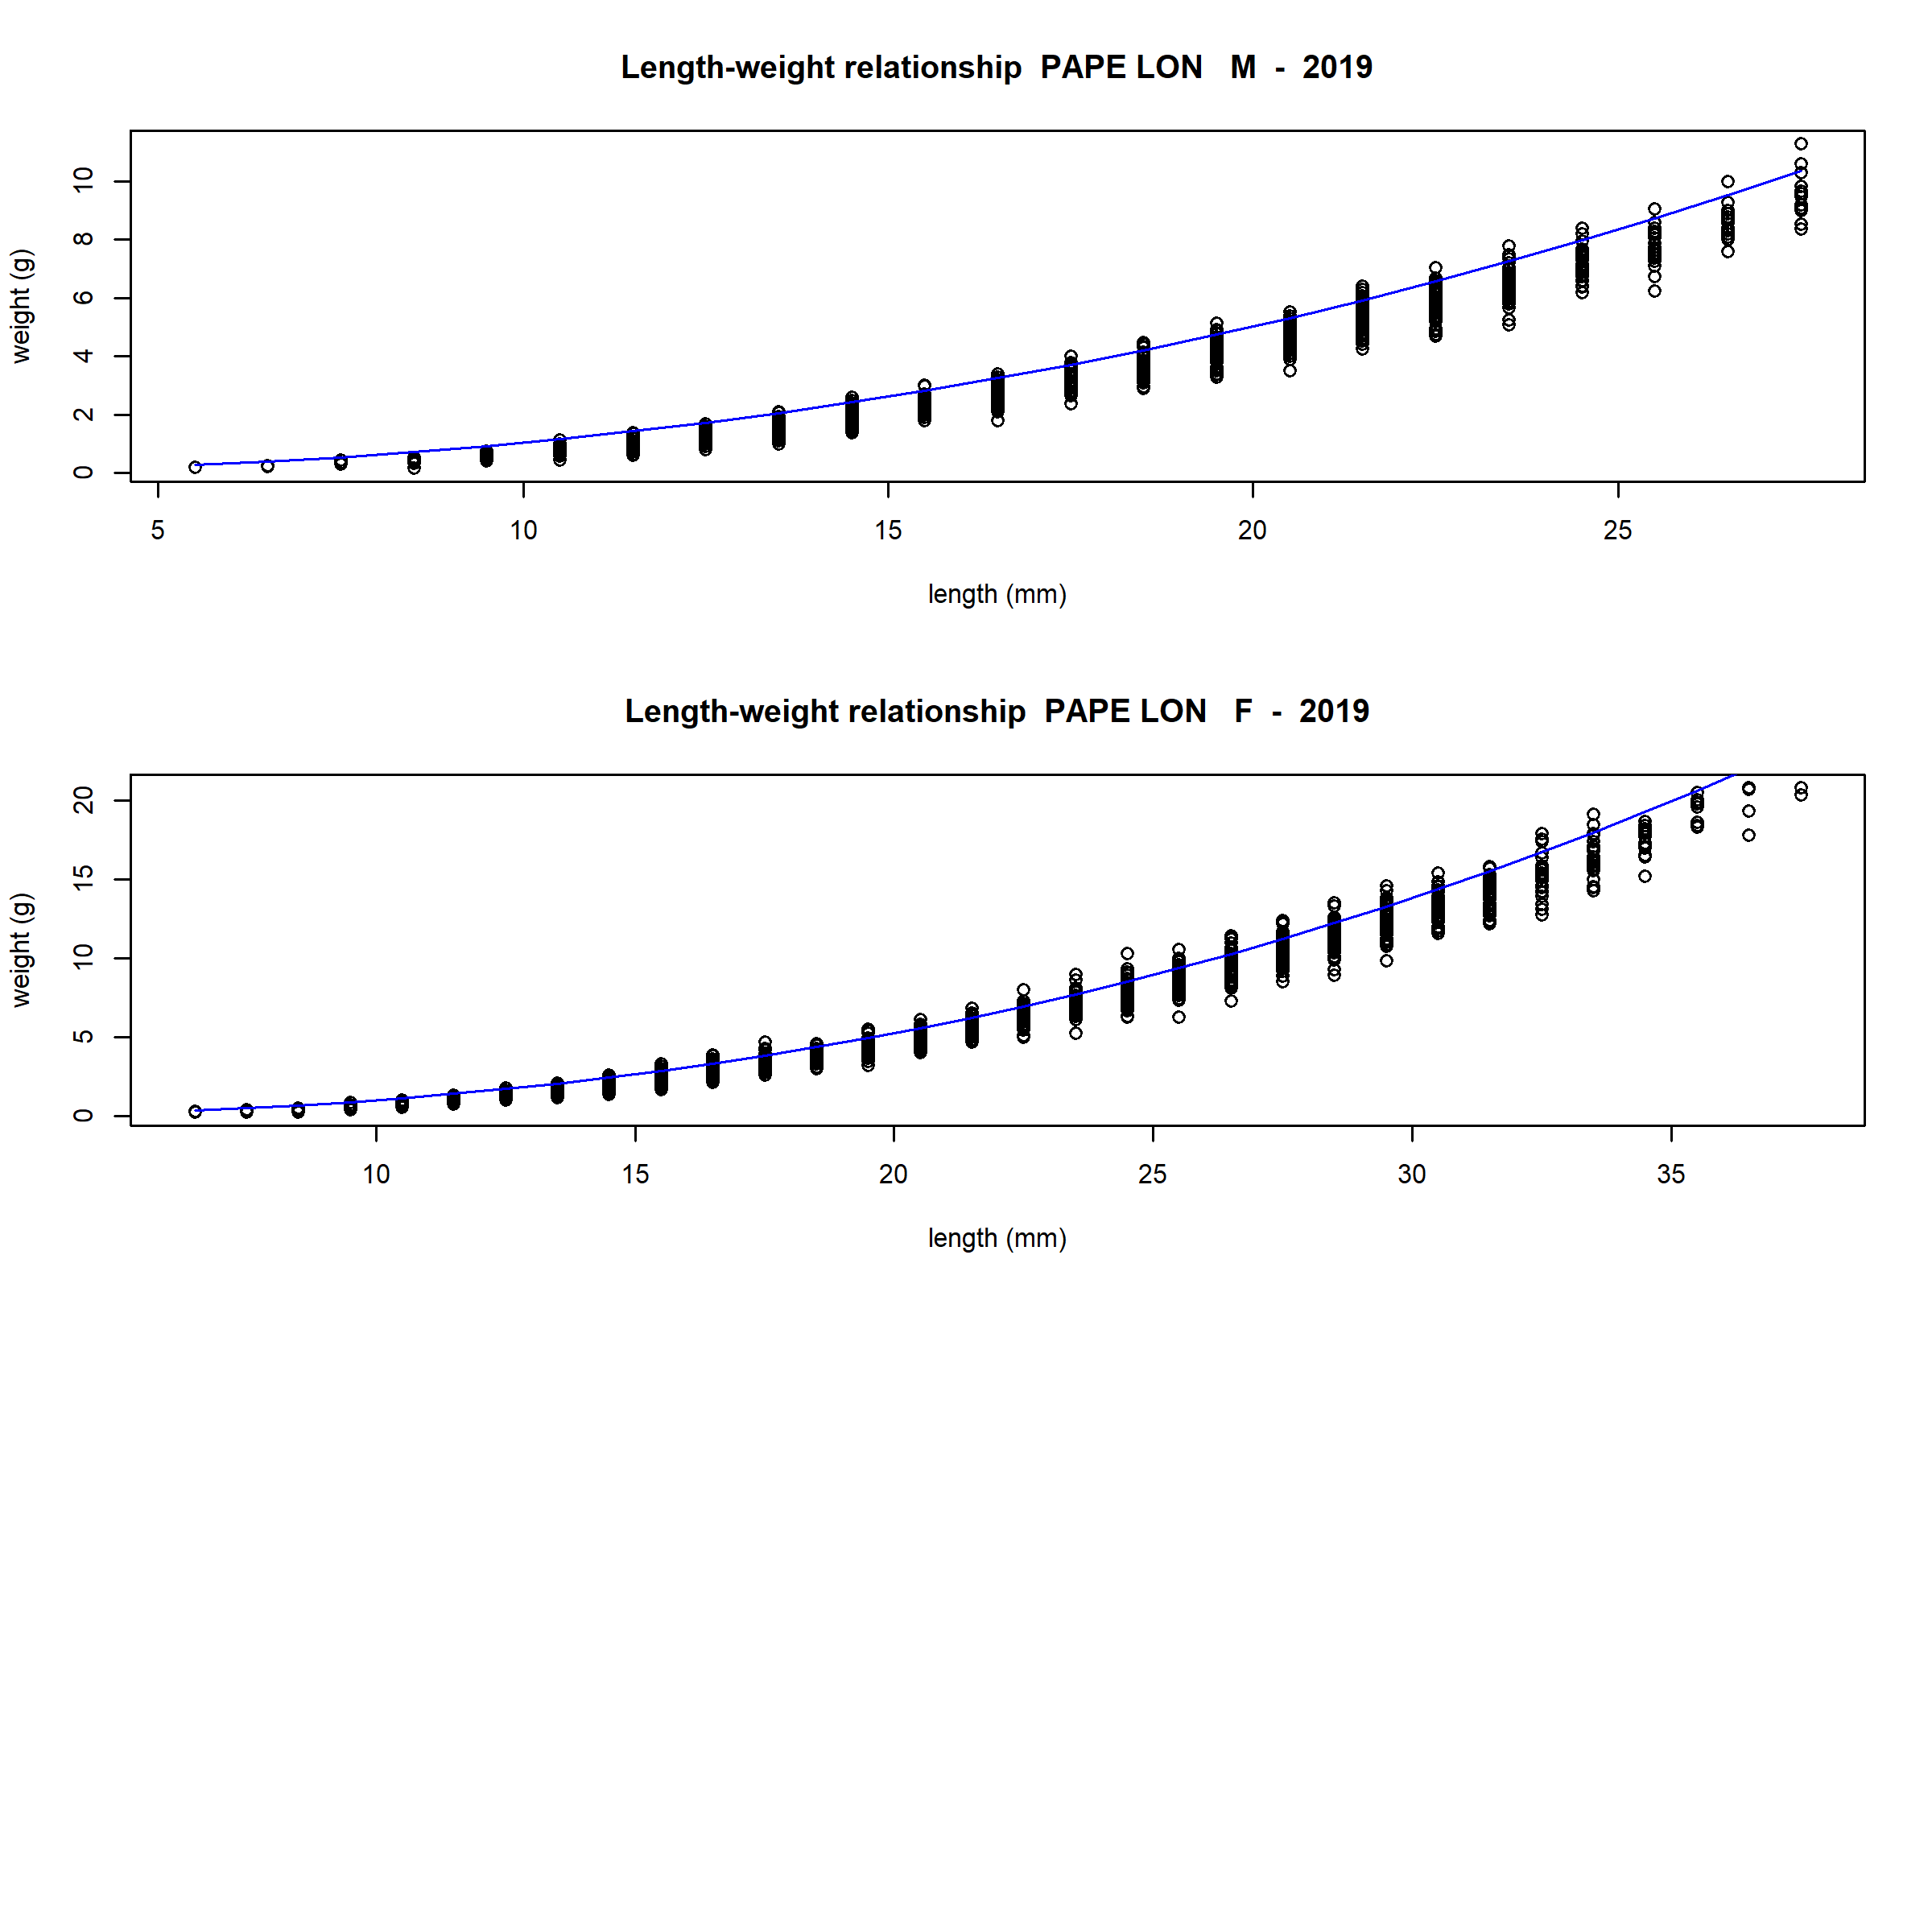 Length-weight relationship  PAPE LON   M  -  2019
weight (g)
10
8
6
4
2
0
5 10 15 20 25
length (mm)
Length-weight relationship  PAPE LON   F  -  2019
weight (g)
20
15
10
5
0
10 15 20 25 30 35
length (mm)